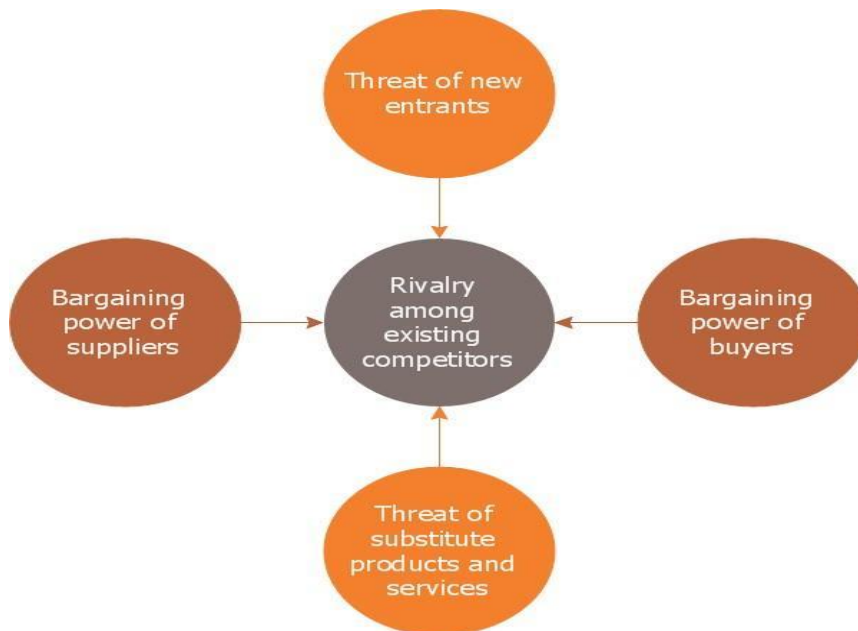 Threat of new
entrants
Bargaining
power of
suppliers
Rivalry
among
existing
competitors
Bargaining
power of
buyers
Threat of
substitute
products and
services